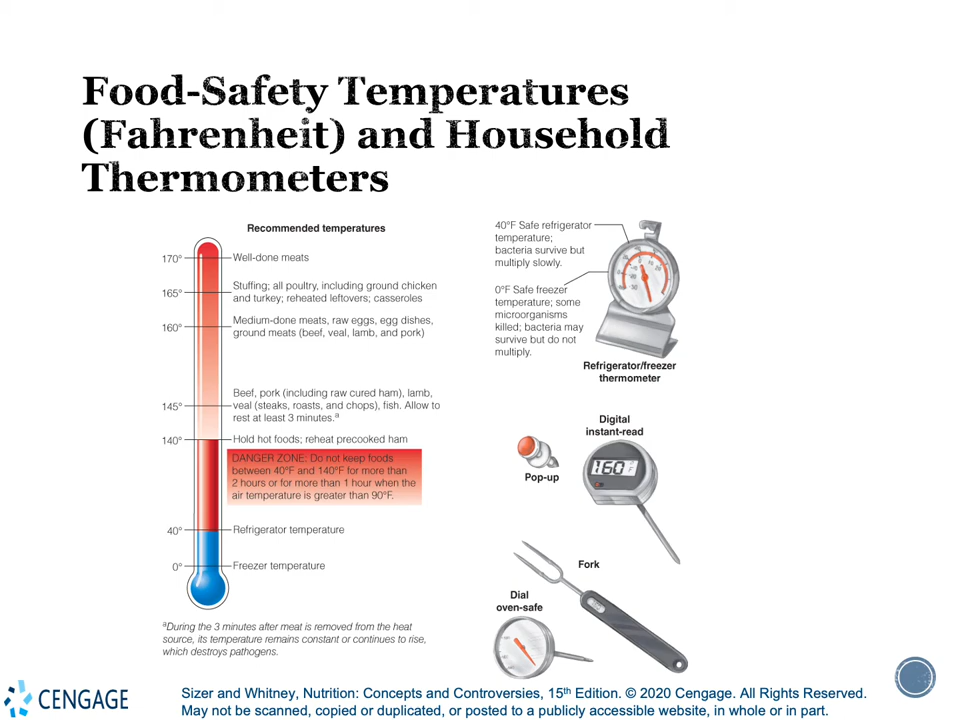 Food-Safety Temperatures
(Fahrenheit) and Household
Thermometers
Recommended temperatures
170°
Well-done meats
165°
Stuffing; all poultry, including ground chicken
and turkey; reheated leftovers; casseroles
160°
Medium-done meats, raw eggs, egg dishes,
ground meats (beef, veal, lamb, and pork)
145°
Beef, pork (including raw cured ham), lamb,
veal (steaks, roasts, and chops), fish. Allow to
rest at least 3 minutes.ᵃ
140°
Hold hot foods; reheat precooked ham
DANGER ZONE: Do not keep foods
between 40°F and 140°F for more than
2 hours or for more than 1 hour when the
air temperature is greater than 90°F.
40°
Refrigerator temperature
0°
Freezer temperature
ᵃDuring the 3 minutes after meat is removed from the heat
source, its temperature remains constant or continues to rise,
which destroys pathogens.
40°F Safe refrigerator
temperature;
bacteria survive but
multiply slowly.
0°F Safe freezer
temperature; some
microorganisms
killed; bacteria may
survive but do not
multiply.
Refrigerator/freezer
thermometer
Digital
instant-read
160°F
Pop-up
Fork
Dial
oven-safe
CENGAGE
Sizer and Whitney, Nutrition: Concepts and Controversies, 15th Edition. © 2020 Cengage. All Rights Reserved.
May not be scanned, copied or duplicated, or posted to a publicly accessible website, in whole or in part.